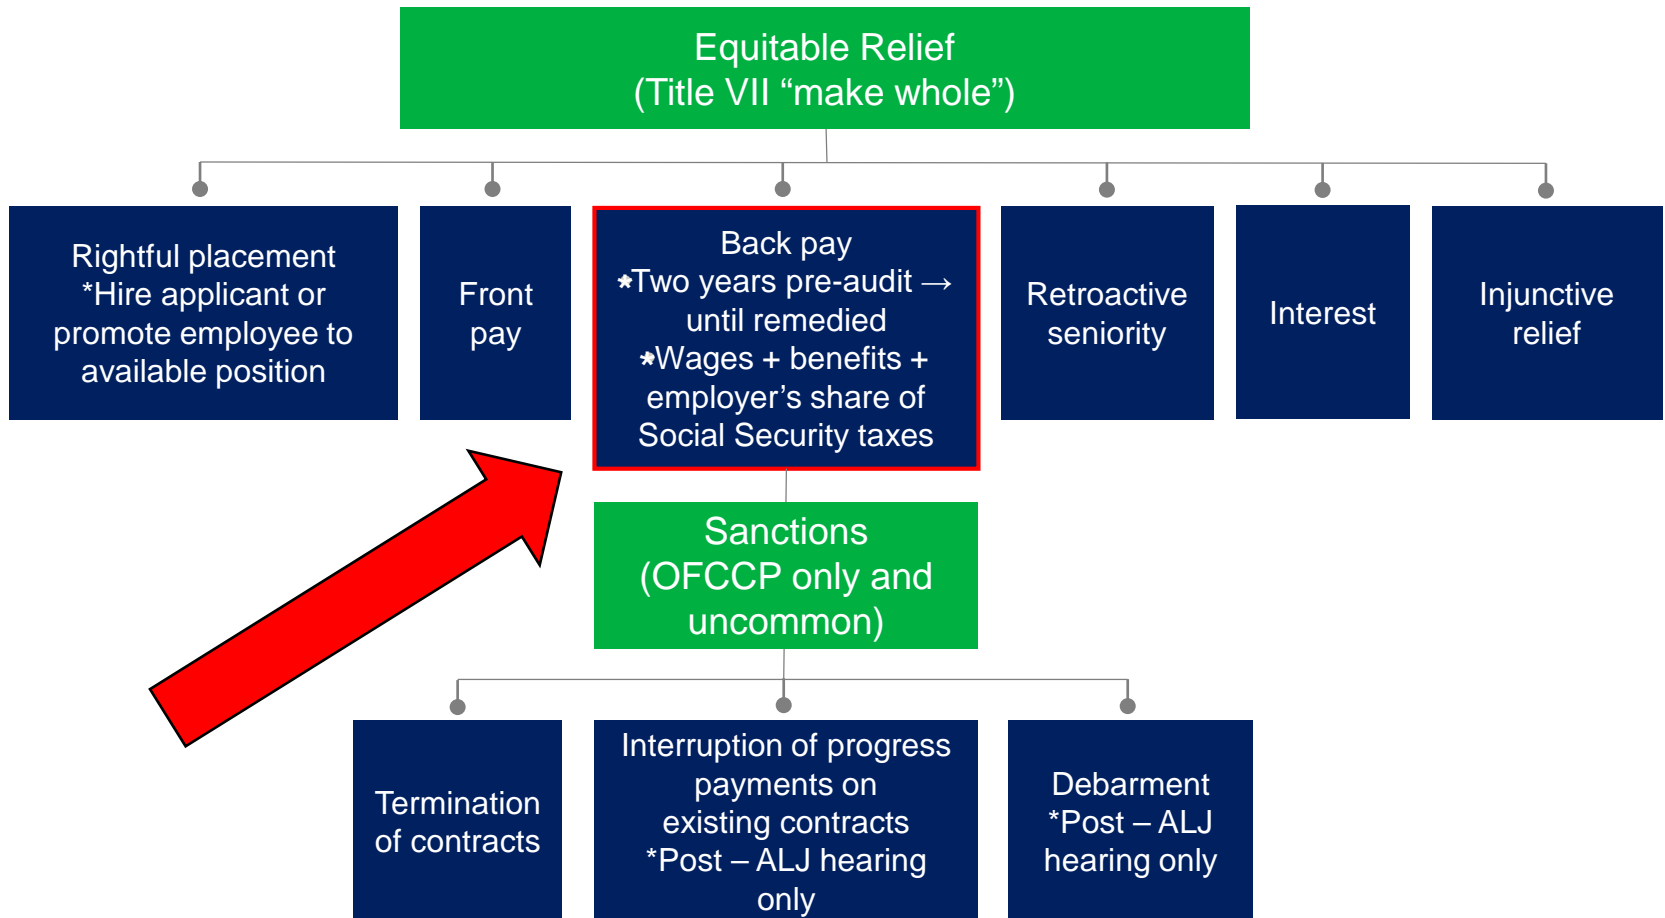 Equitable Relief
(Title VII “make whole”)
Rightful placement
*Hire applicant or
promote employee to
available position
Front
pay
Back pay
*Two years pre-audit →
until remedied
*Wages + benefits +
employer’s share of
Social Security taxes
Retroactive
seniority
Interest
Injunctive
relief
Sanctions
(OFCCP only and
uncommon)
Termination
of contracts
Interruption of progress
payments on
existing contracts
*Post – ALJ hearing
only
Debarment
*Post – ALJ
hearing only